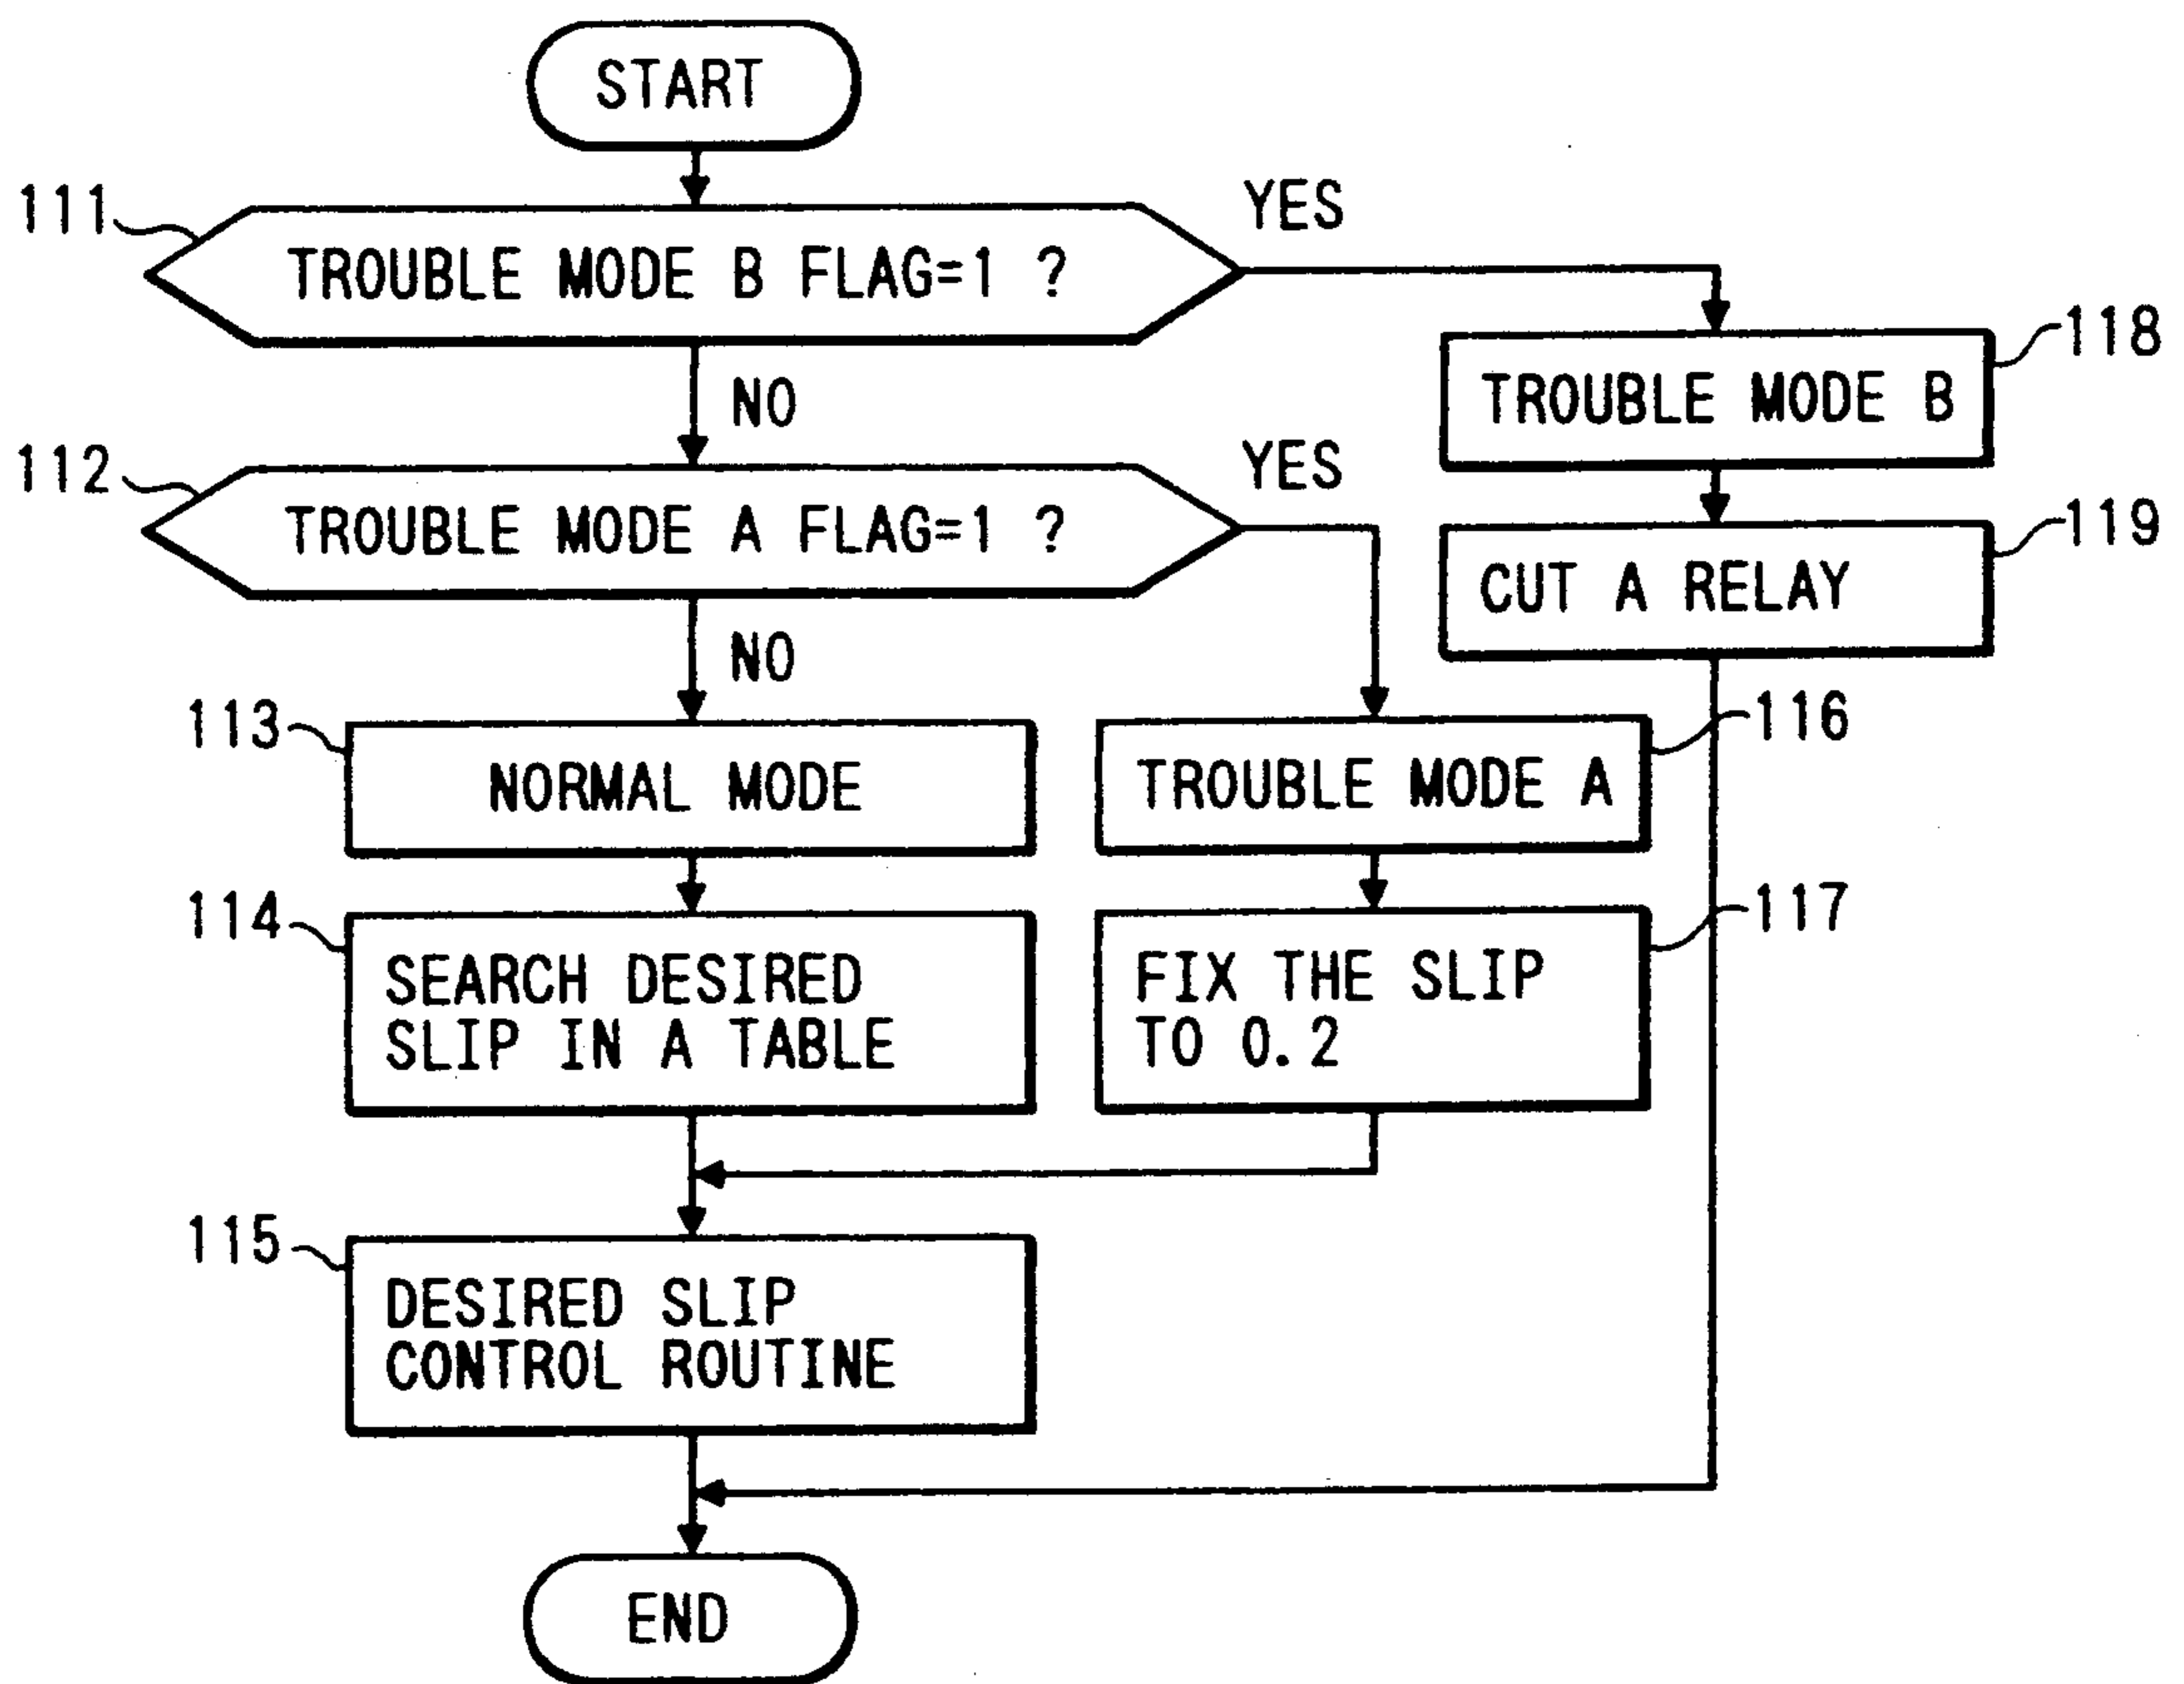 START
111
TROUBLE MODE B FLAG=1 ?
YES
NO
118
TROUBLE MODE B
112
TROUBLE MODE A FLAG=1 ?
YES
NO
119
CUT A RELAY
113
NORMAL MODE
116
TROUBLE MODE A
114
SEARCH DESIRED
SLIP IN A TABLE
117
FIX THE SLIP
TO 0.2
115
DESIRED SLIP
CONTROL ROUTINE
END